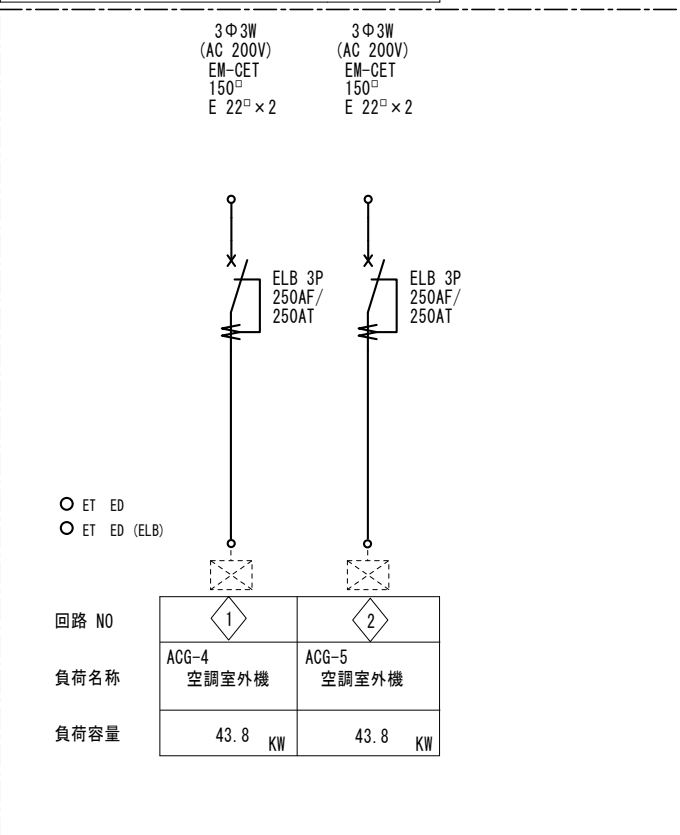 3Φ3W
(AC 200V)
EM-CET
150□
E 22□×2
3Φ3W
(AC 200V)
EM-CET
150□
E 22□×2
ELB 3P
250AF/
250AT
ELB 3P
250AF/
250AT
ET ED
ET ED (ELB)
回路 NO 1 2
ACG-4 ACG-5
負荷名称 空調室外機 空調室外機
負荷容量 43.8 KW 43.8 KW